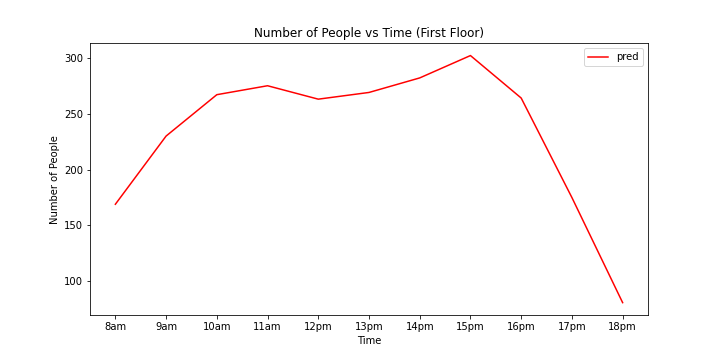 Number of People vs Time (First Floor)
pred
300
250
200
150
100
Number of People
8am 9am 10am 11am 12pm 13pm 14pm 15pm 16pm 17pm 18pm
Time